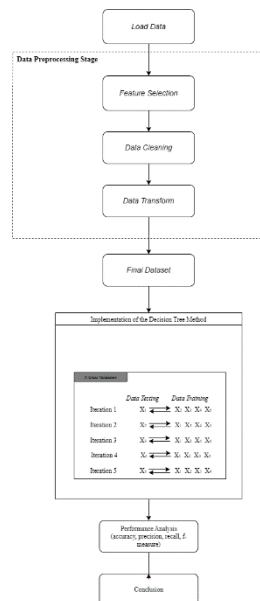 Load Data
Data Preprocessing Stage
Feature Selection
Data Cleaning
Data Transform
Final Dataset
Implementation of the Decision Tree Method
Data Testing Data Training
Iteration 1
Iteration 2
Iteration 3
Iteration 4
Iteration 5
Performance Analysis
(accuracy, precision, recall, f-
measure)
Conclusion